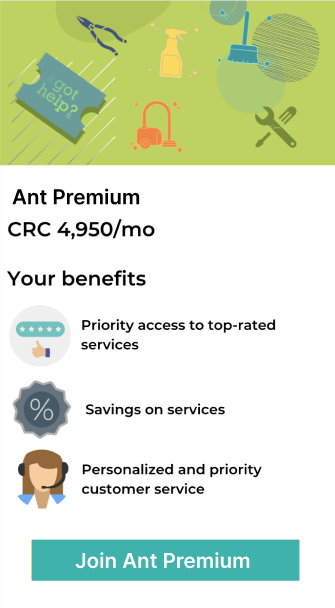 got
help?
Ant Premium
CRC 4,950/mo
Your benefits
Priority access to top-rated
services
%
Savings on services
Personalized and priority
customer service
Join Ant Premium